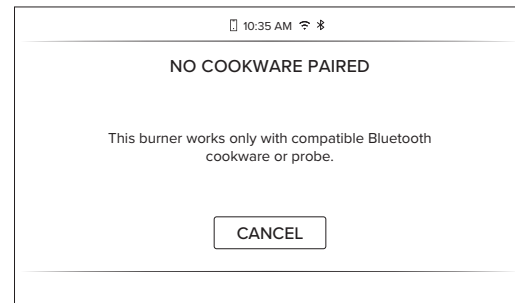 10:35 AM
NO COOKWARE PAIRED
This burner works only with compatible Bluetooth
cookware or probe.
CANCEL